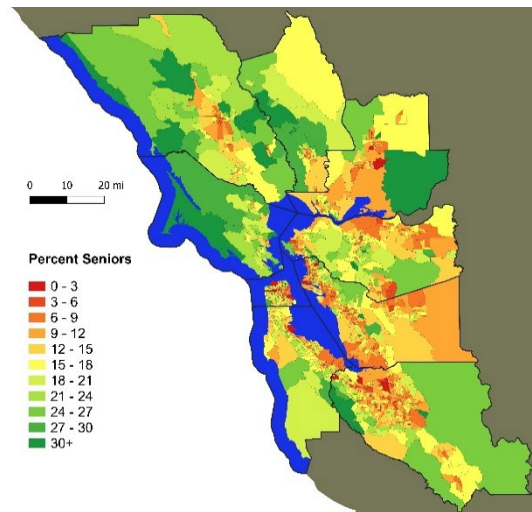 0 10 20 mi
Percent Seniors
0 - 3
3 - 6
6 - 9
9 - 12
12 - 15
15 - 18
18 - 21
21 - 24
24 - 27
27 - 30
30+